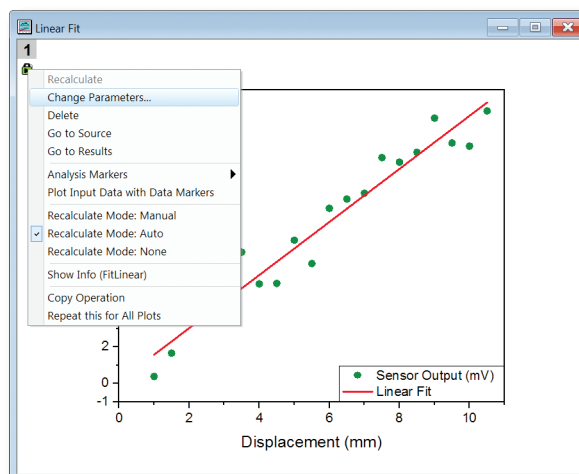 Linear Fit
1
Recalculate
Change Parameters...
Delete
Go to Source
Go to Results
Analysis Markers
Plot Input Data with Data Markers
Recalculate Mode: Manual
Recalculate Mode: Auto
Recalculate Mode: None
Show Info (FitLinear)
Copy Operation
Repeat this for All Plots
2
0
-1
Sensor Output (mV)
Linear Fit
0 2 4 6 8 10
Displacement (mm)